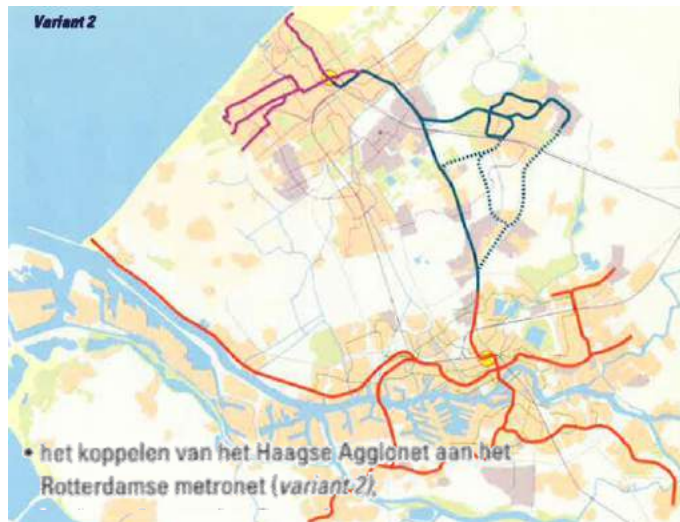 Variant 2
• het koppelen van het Haagse Agglonet aan het
Rotterdamse metronet (variant 2),